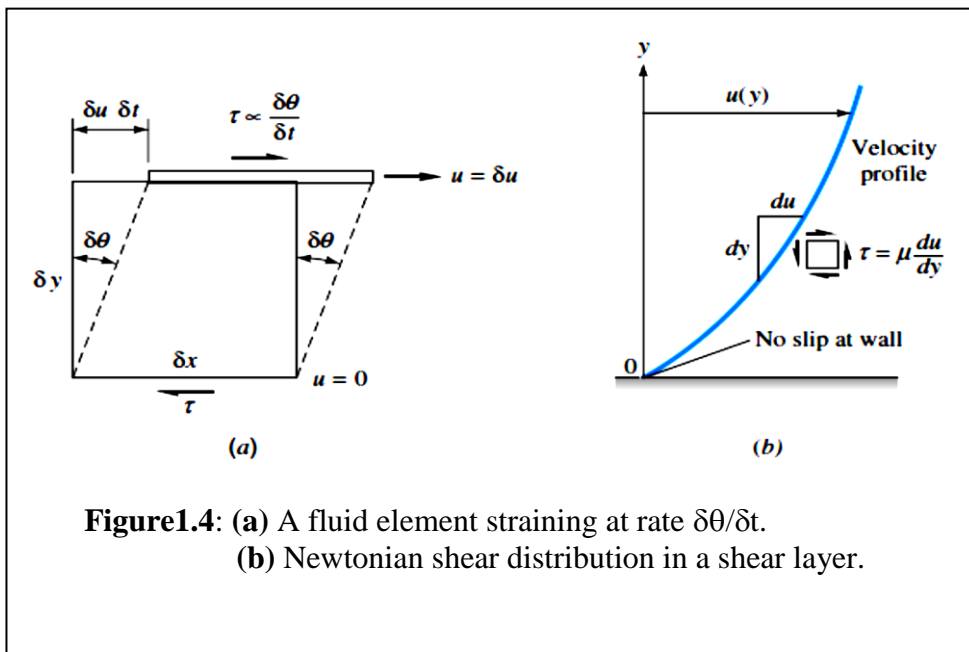 δu δt
τ ∝ δθ/δt
u = δu
δθ
δθ
δy
δx
u = 0
τ
(a)
y
u(y)
Velocity
profile
du
dy
τ = μ du/dy
No slip at wall
0
(b)
Figure1.4: (a) A fluid element straining at rate δθ/δt.
(b) Newtonian shear distribution in a shear layer.